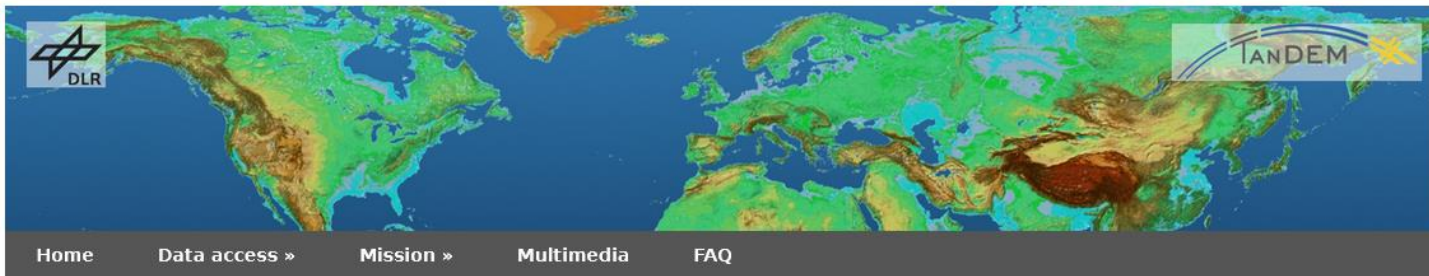 DLR
TanDEM
Home
Data access »
Mission »
Multimedia
FAQ